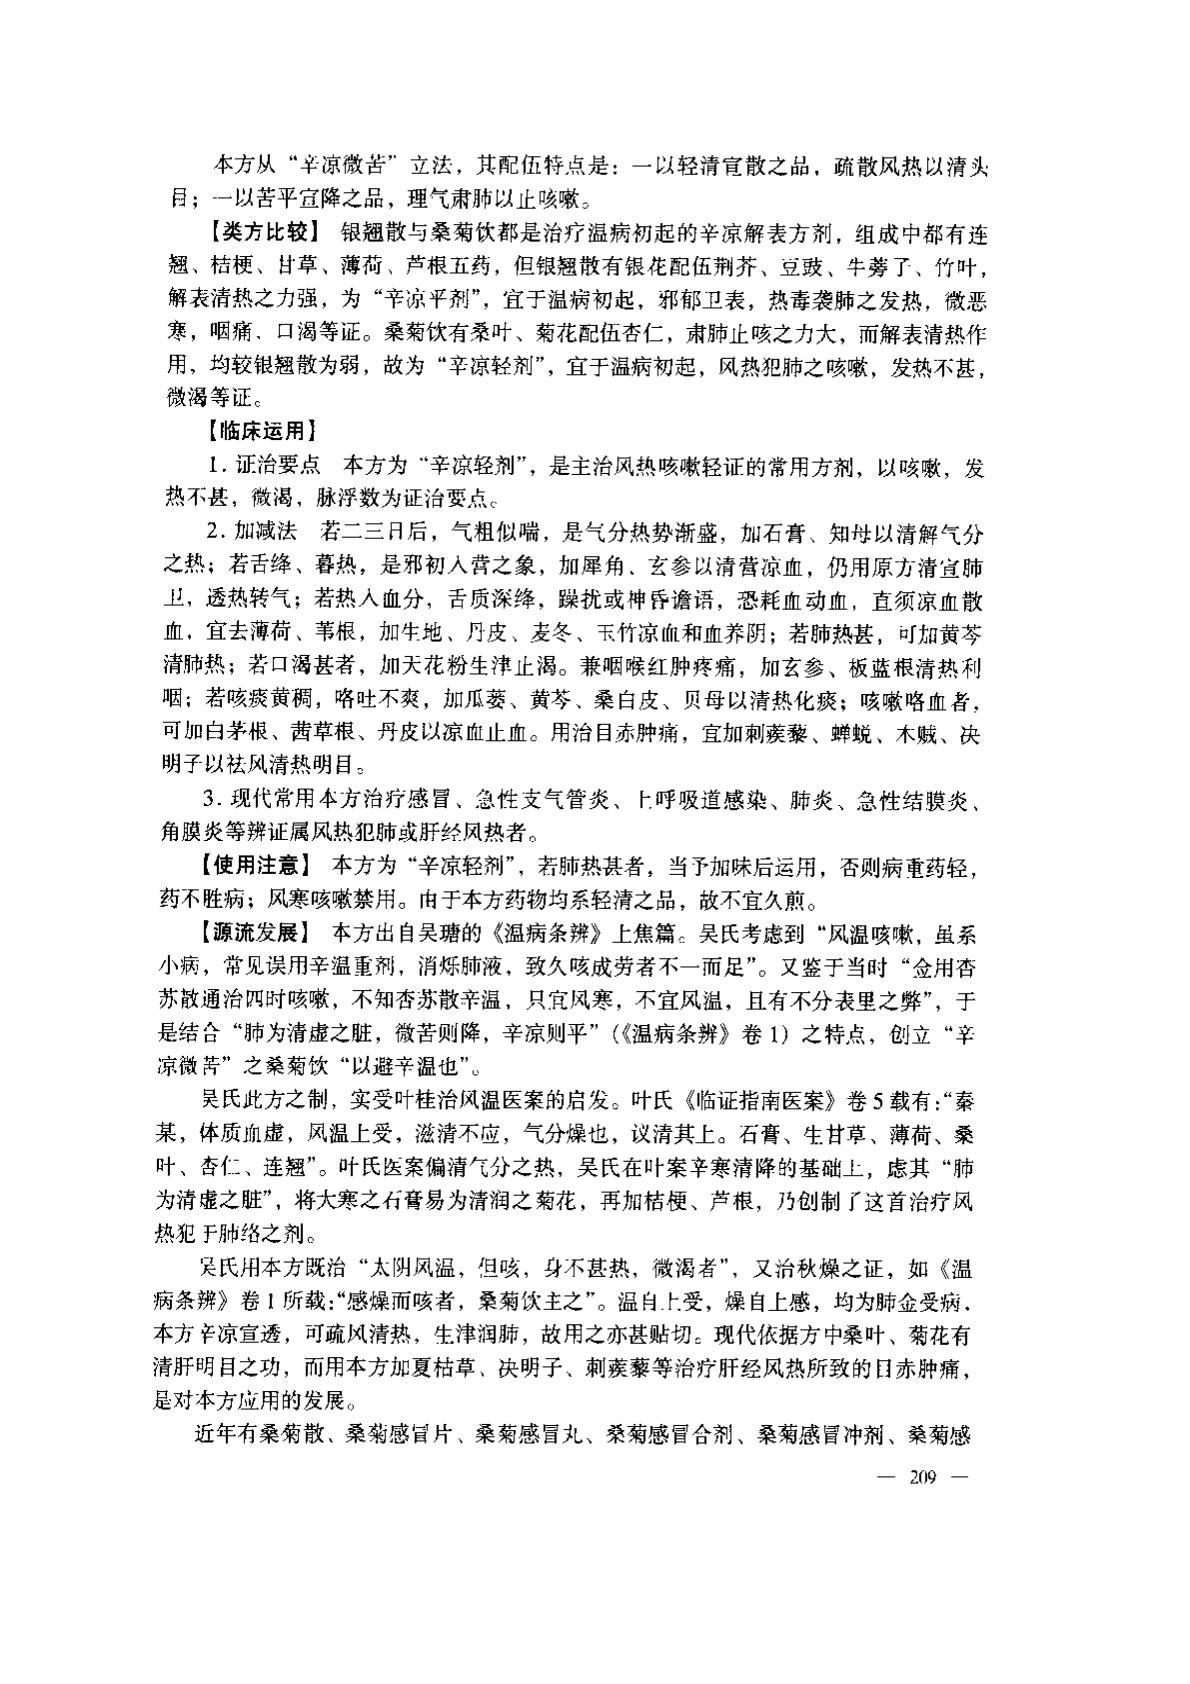 本方从“辛凉微苦”立法，其配伍特点是：一以轻清宣散之品，疏散风热以清头
目；一以苦平宣降之品，理气肃肺以止咳嗽。
【类方比较】 银翘散与桑菊饮都是治疗温病初起的辛凉解表方剂，组成中都有连
翘、桔梗、甘草、薄荷、芦根五药，但银翘散有银花配伍荆芥、豆豉、牛蒡子、竹叶，
解表清热之力强，为“辛凉平剂”，宜于温病初起，邪郁卫表，热毒袭肺之发热，微恶
寒，咽痛、口渴等证。桑菊饮有桑叶、菊花配伍杏仁，肃肺止咳之力大，而解表清热作
用，均较银翘散为弱，故为“辛凉轻剂”，宜于温病初起，风热犯肺之咳嗽，发热不甚，
微渴等证。
【临床运用】
1. 证治要点 本方为“辛凉轻剂”，是主治风热咳嗽轻证的常用方剂，以咳嗽，发
热不甚，微渴，脉浮数为证治要点。
2. 加减法 若二三日后，气粗似喘，是气分热势渐盛，加石膏、知母以清解气分
之热；若舌绛、暮热，是邪初入营之象，加犀角、玄参以清营凉血，仍用原方清宣肺
卫，透热转气；若热入血分，舌质深绛，躁扰或神昏谵语，恐耗血动血，直须凉血散
血，宜去薄荷、苇根，加生地、丹皮、麦冬、玉竹凉血和血养阴；若肺热甚，可加黄芩
清肺热；若口渴甚者，加天花粉生津止渴。兼咽喉红肿疼痛，加玄参、板蓝根清热利
咽；若咳痰黄稠，咯吐不爽，加瓜蒌、黄芩、桑白皮、贝母以清热化痰；咳嗽咯血者，
可加白茅根、茜草根、丹皮以凉血止血。用治目赤肿痛，宜加刺蒺藜、蝉蜕、木贼、决
明子以祛风清热明目。
3. 现代常用本方治疗感冒、急性支气管炎、上呼吸道感染、肺炎、急性结膜炎、
角膜炎等辨证属风热犯肺或肝经风热者。
【使用注意】 本方为“辛凉轻剂”，若肺热甚者，当予加味后运用，否则病重药轻，
药不胜病；风寒咳嗽禁用。由于本方药物均系轻清之品，故不宜久煎。
【源流发展】 本方出自吴瑭的《温病条辨》上焦篇。吴氏考虑到“风温咳嗽，虽系
小病，常见误用辛温重剂，消烁肺液，致久咳成劳者不一而足”。又鉴于当时“佥用杏
苏散通治四时咳嗽，不知杏苏散辛温，只宜风寒，不宜风温，且有不分表里之弊”，于
是结合“肺为清虚之脏，微苦则降，辛凉则平”（《温病条辨》卷 1）之特点，创立“辛
凉微苦”之桑菊饮“以避辛温也”。
吴氏此方之制，实受叶桂治风温医案的启发。叶氏《临证指南医案》卷 5 载有：“秦
某，体质血虚，风温上受，滋清不应，气分燥也，议清其上。石膏、生甘草、薄荷、桑
叶、杏仁、连翘”。叶氏医案偏清气分之热，吴氏在叶案辛寒清降的基础上，虑其“肺
为清虚之脏”，将大寒之石膏易为清润之菊花，再加桔梗、芦根，乃创制了这首治疗风
热犯于肺络之剂。
吴氏用本方既治“太阴风温，但咳，身不甚热，微渴者”，又治秋燥之证，如《温
病条辨》卷 1 所载：“感燥而咳者，桑菊饮主之”。温自上受，燥自上感，均为肺金受病，
本方辛凉宣透，可疏风清热，生津润肺，故用之亦甚贴切。现代依据方中桑叶、菊花有
清肝明目之功，而用本方加夏枯草、决明子、刺蒺藜等治疗肝经风热所致的目赤肿痛，
是对本方应用的发展。
近年有桑菊散、桑菊感冒片、桑菊感冒丸、桑菊感冒合剂、桑菊感冒冲剂、桑菊感
— 209 —